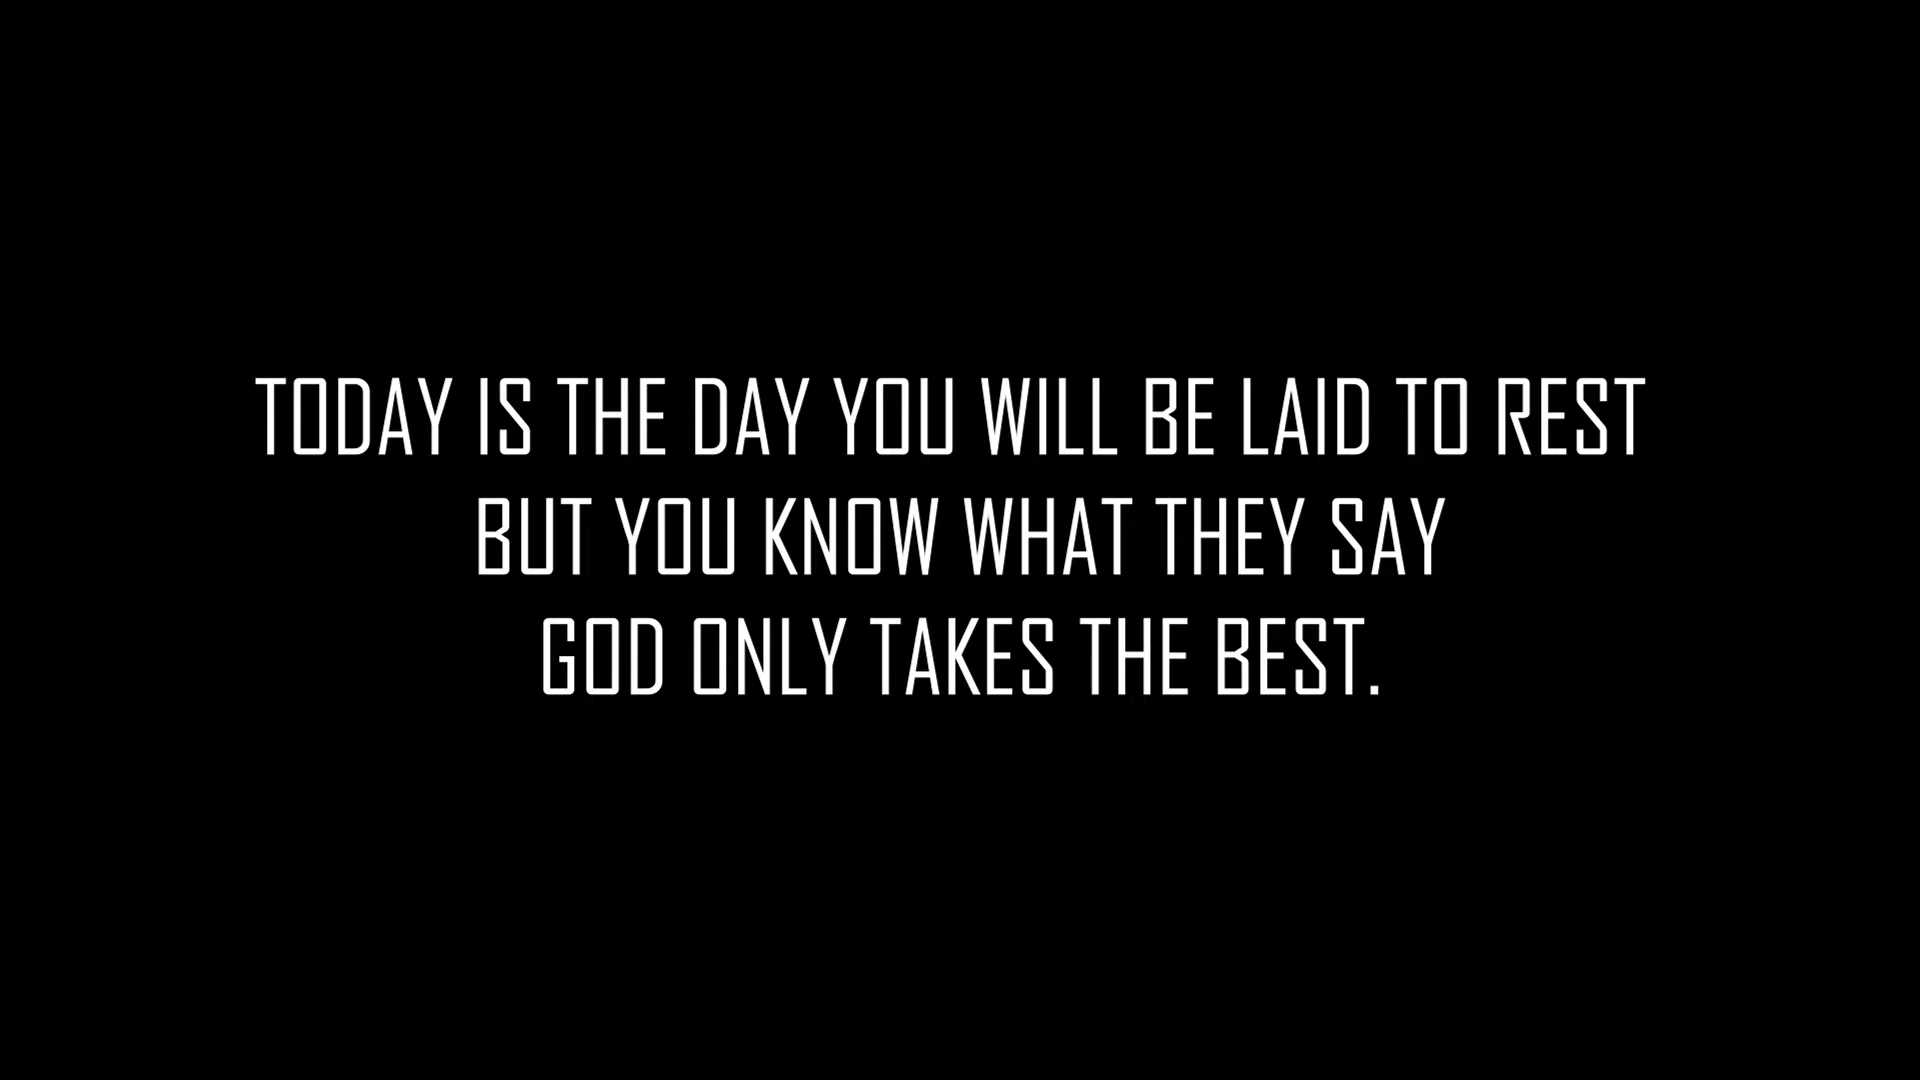 TODAY IS THE DAY YOU WILL BE LAID TO REST
BUT YOU KNOW WHAT THEY SAY
GOD ONLY TAKES THE BEST.